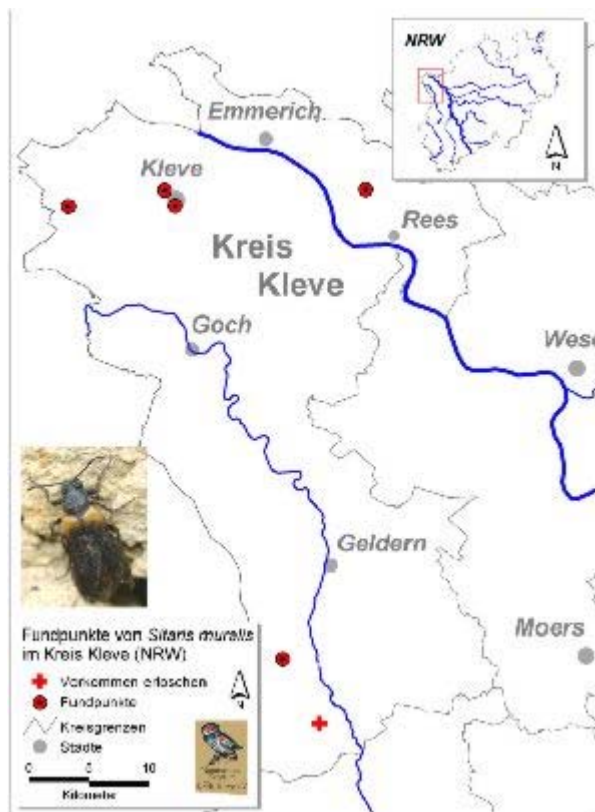 NRW
N
Emmerich
Kleve
Rees
Kreis
Kleve
Goch
Wese
Geldern
Moers
Fundpunkte von Sitaris muralis
im Kreis Kleve (NRW)
Vorkommen erloschen
Fundpunkte
Kreisgrenzen
Städte
N
0 5 10
Kilometer